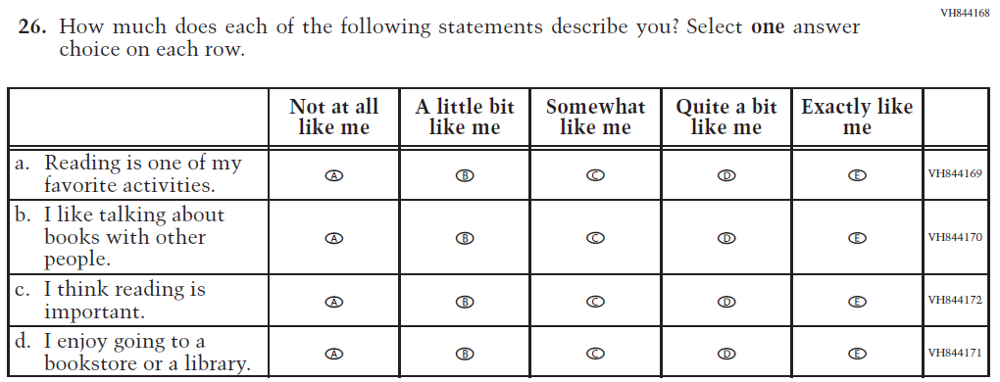 VH844168
26. How much does each of the following statements describe you? Select one answer
choice on each row.
Not at all like me A little bit like me Somewhat like me Quite a bit like me Exactly like me
a. Reading is one of my
favorite activities. A B C D E VH844169
b. I like talking about
books with other A B C D E VH844170
people.
c. I think reading is
important. A B C D E VH844172
d. I enjoy going to a
bookstore or a library. A B C D E VH844171